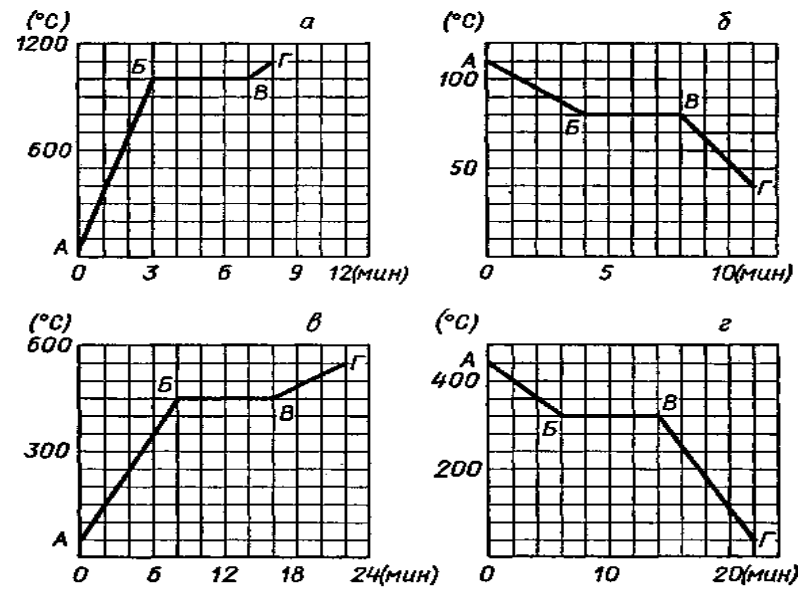 (°C) а
1200
Б Г
В
600
А
0 3 6 9 12(мин)
(°C) б
А
100
Б В
50
Г
0 5 10(мин)
(°C) в
600
Г
Б
В
300
А
0 6 12 18 24(мин)
(°C) г
А
400
В
Б
200
Г
0 10 20(мин)